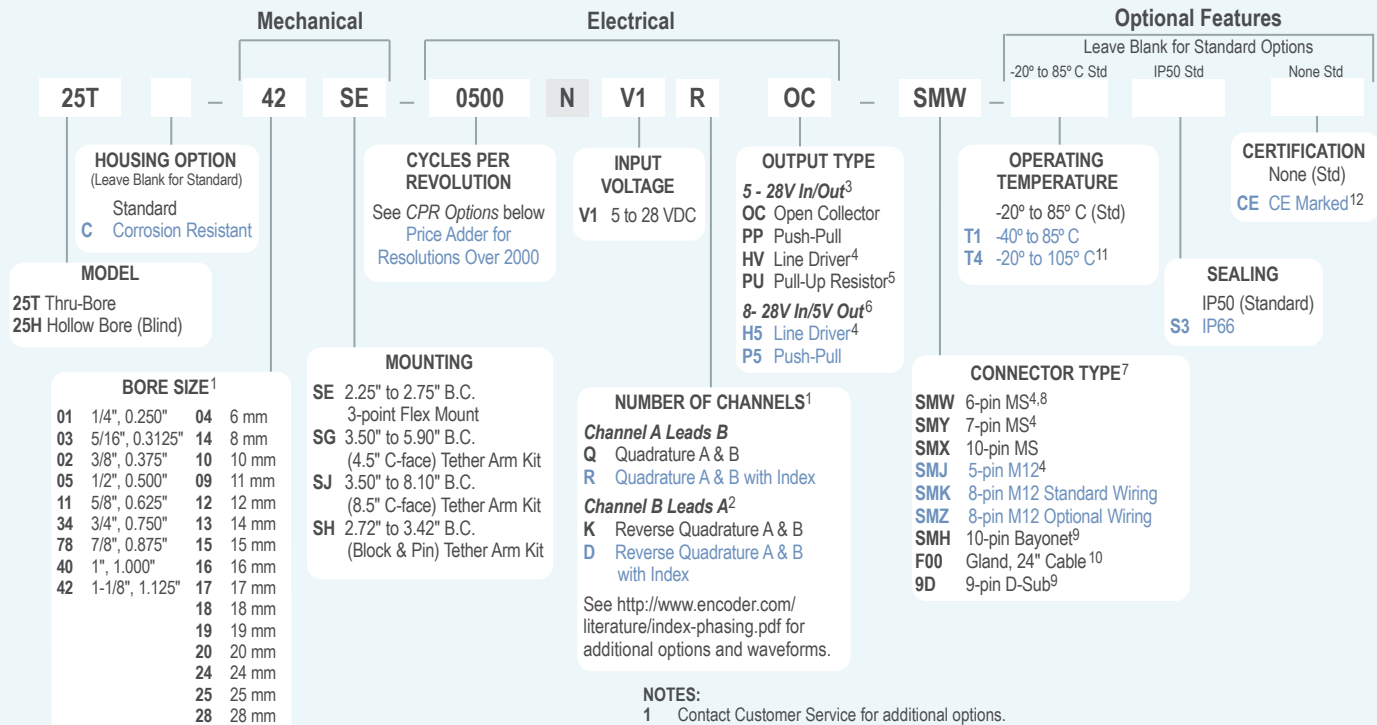 Mechanical
Electrical
Optional Features
Leave Blank for Standard Options
-20º to 85º C Std
IP50 Std
None Std
25T – 42 SE – 0500 N V1 R OC – SMW –
HOUSING OPTION
(Leave Blank for Standard)
Standard
C Corrosion Resistant
MODEL
25T Thru-Bore
25H Hollow Bore (Blind)
BORE SIZE1
01 1/4", 0.250" 04 6 mm
03 5/16", 0.3125" 14 8 mm
02 3/8", 0.375" 10 10 mm
05 1/2", 0.500" 09 11 mm
11 5/8", 0.625" 12 12 mm
34 3/4", 0.750" 13 14 mm
78 7/8", 0.875" 15 15 mm
40 1", 1.000" 16 16 mm
42 1-1/8", 1.125" 17 17 mm
18 18 mm
19 19 mm
20 20 mm
24 24 mm
25 25 mm
28 28 mm
MOUNTING
SE 2.25" to 2.75" B.C.
3-point Flex Mount
SG 3.50" to 5.90" B.C.
(4.5" C-face) Tether Arm Kit
SJ 3.50" to 8.10" B.C.
(8.5" C-face) Tether Arm Kit
SH 2.72" to 3.42" B.C.
(Block & Pin) Tether Arm Kit
CYCLES PER
REVOLUTION
See CPR Options below
Price Adder for
Resolutions Over 2000
INPUT
VOLTAGE
V1 5 to 28 VDC
NUMBER OF CHANNELS1
Channel A Leads B
Q Quadrature A & B
R Quadrature A & B with Index
Channel B Leads A2
K Reverse Quadrature A & B
D Reverse Quadrature A & B
with Index
See http://www.encoder.com/
literature/index-phasing.pdf for
additional options and waveforms.
OUTPUT TYPE
5 - 28V In/Out3
OC Open Collector
PP Push-Pull
HV Line Driver4
PU Pull-Up Resistor5
8- 28V In/5V Out6
H5 Line Driver4
P5 Push-Pull
CONNECTOR TYPE7
SMW 6-pin MS4,8
SMY 7-pin MS4
SMX 10-pin MS
SMJ 5-pin M124
SMK 8-pin M12 Standard Wiring
SMZ 8-pin M12 Optional Wiring
SMH 10-pin Bayonet9
F00 Gland, 24" Cable10
9D 9-pin D-Sub9
OPERATING
TEMPERATURE
-20º to 85º C (Std)
T1 -40º to 85º C
T4 -20º to 105º C11
SEALING
IP50 (Standard)
S3 IP66
CERTIFICATION
None (Std)
CE CE Marked12
NOTES:
1 Contact Customer Service for additional options.